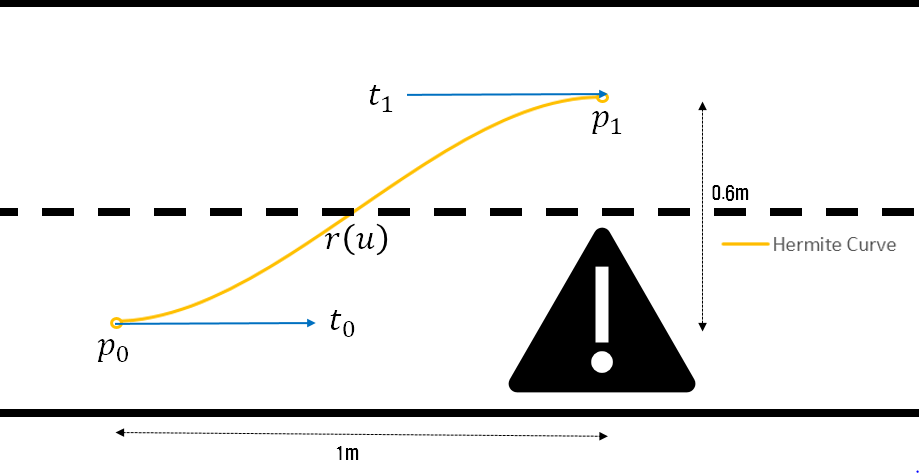 t₁
p₁
0.6m
r(u)
Hermite Curve
t₀
p₀
1m